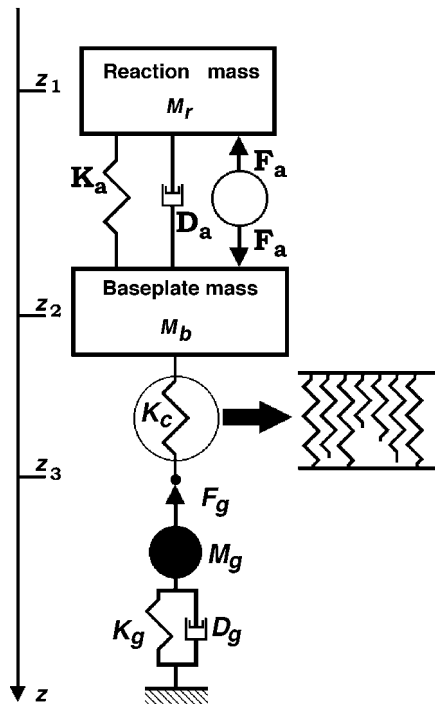 z1
Reaction mass
Mr
Ka
Da
Fa
Fa
z2
Baseplate mass
Mb
Kc
z3
Fg
Mg
Kg
Dg
z